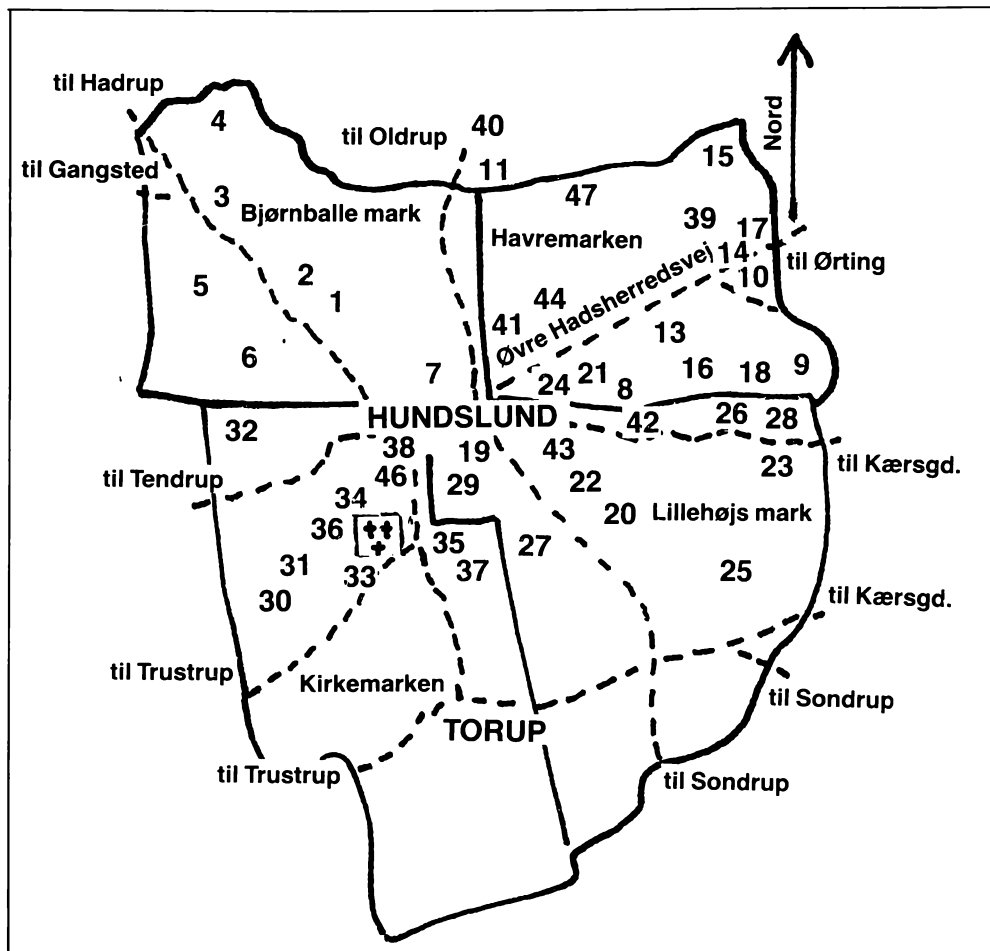 til Hadrup
4
til Oldrup
40
Nord
15
til Gangsted
11
3
47
Bjørnballe mark
39
17
Havremarken
14
til Ørting
2
5
10
1
44
41
Øvre Hadsherredsvej
13
6
7
24
21
8
16
18
9
HUNDSLUND
32
42
26
28
38
19
43
til Kærsgd.
til Tendrup
46
29
22
23
34
20
Lillehøjs mark
36
35
27
31
33
37
25
30
til Kærsgd.
til Trustrup
Kirkemarken
til Sondrup
TORUP
til Trustrup
til Sondrup